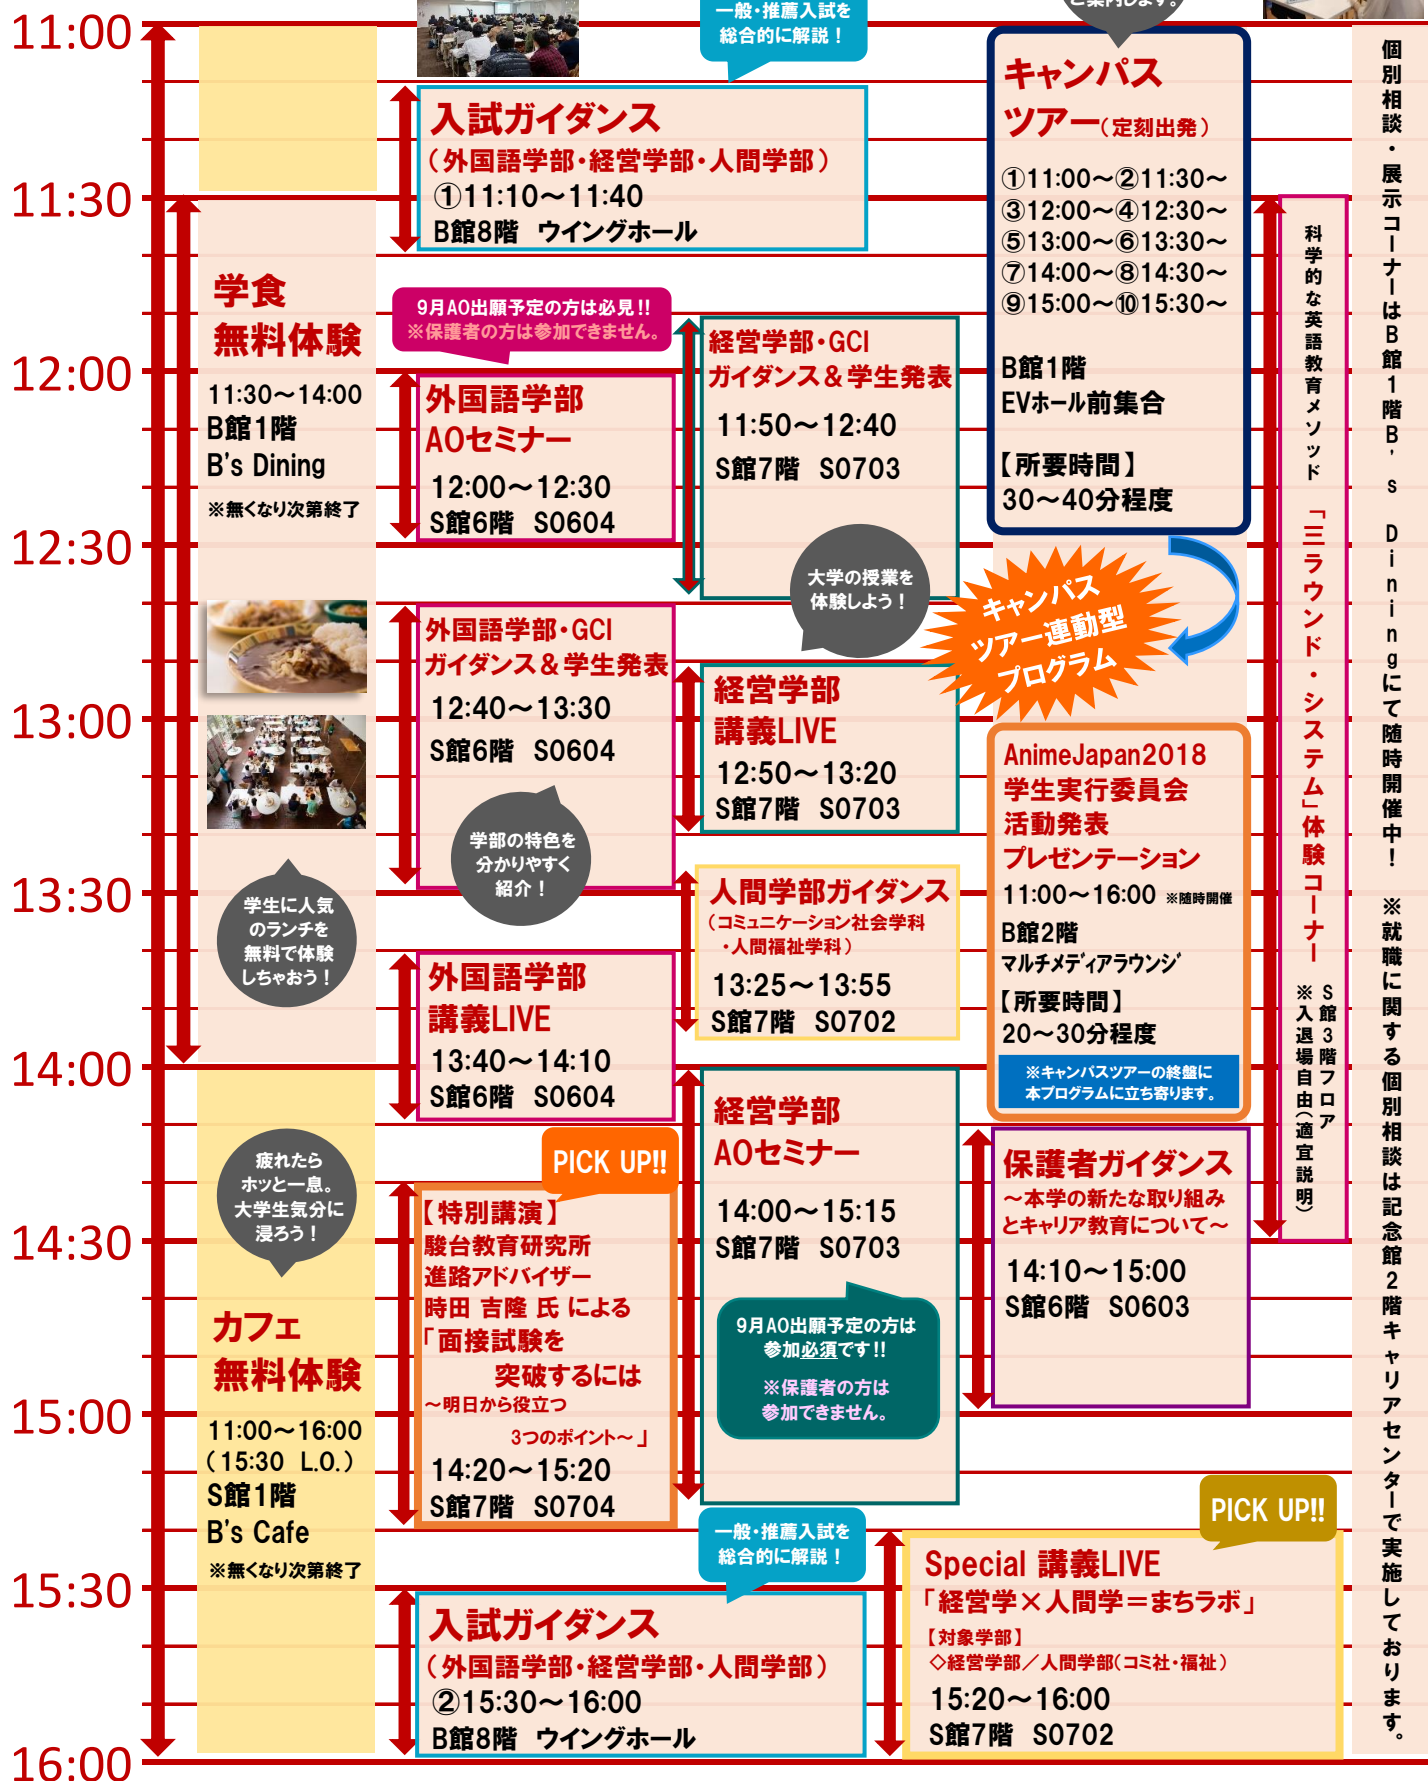 11:00
11:30
12:00
12:30
13:00
13:30
14:00
14:30
15:00
15:30
16:00
学食
無料体験
11:30～14:00
B館1階
B's Dining
※無くなり次第終了
学生に人気
のランチを
無料で体験
しちゃおう！
疲れたら
ホッと一息。
大学生気分に
浸ろう！
カフェ
無料体験
11:00～16:00
（15:30 L.O.）
S館1階
B's Cafe
※無くなり次第終了
一般・推薦入試を
総合的に解説！
入試ガイダンス
（外国語学部・経営学部・人間学部）
①11:10～11:40
B館8階　ウイングホール
9月AO出願予定の方は必見!!
※保護者の方は参加できません。
外国語学部
AOセミナー
12:00～12:30
S館6階　S0604
経営学部・GCI
ガイダンス＆学生発表
11:50～12:40
S館7階　S0703
大学の授業を
体験しよう！
外国語学部・GCI
ガイダンス＆学生発表
12:40～13:30
S館6階　S0604
学部の特色を
分かりやすく
紹介！
経営学部
講義LIVE
12:50～13:20
S館7階　S0703
人間学部ガイダンス
（コミュニケーション社会学科
・人間福祉学科）
13:25～13:55
S館7階　S0702
外国語学部
講義LIVE
13:40～14:10
S館6階　S0604
経営学部
AOセミナー
14:00～15:15
S館7階　S0703
9月AO出願予定の方は
参加必須です!!
※保護者の方は
参加できません。
PICK UP!!
【特別講演】
駿台教育研究所
進路アドバイザー
時田 吉隆 氏 による
「面接試験を
突破するには
～明日から役立つ
3つのポイント～」
14:20～15:20
S館7階　S0704
一般・推薦入試を
総合的に解説！
入試ガイダンス
（外国語学部・経営学部・人間学部）
②15:30～16:00
B館8階　ウイングホール
ご案内します。
キャンパス
ツアー（定刻出発）
①11:00～②11:30～
③12:00～④12:30～
⑤13:00～⑥13:30～
⑦14:00～⑧14:30～
⑨15:00～⑩15:30～
B館1階
EVホール前集合
【所要時間】
30～40分程度
キャンパス
ツアー連動型
プログラム
AnimeJapan2018
学生実行委員会
活動発表
プレゼンテーション
11:00～16:00 ※随時開催
B館2階
マルチメディアラウンジ
【所要時間】
20～30分程度
※キャンパスツアーの終盤に
本プログラムに立ち寄ります。
保護者ガイダンス
～本学の新たな取り組み
とキャリア教育について～
14:10～15:00
S館6階　S0603
PICK UP!!
Special 講義LIVE
「経営学×人間学＝まちラボ」
【対象学部】
◇経営学部／人間学部（コミ社・福祉）
15:20～16:00
S館7階　S0702
科学的な英語教育メソッド 「三ラウンド・システム」体験コーナー
S館3階フロア
※入退場自由（適宜説明）
個別相談・展示コーナーはB館1階B's Diningにて随時開催中！ ※就職に関する個別相談は記念館2階キャリアセンターで実施しております。